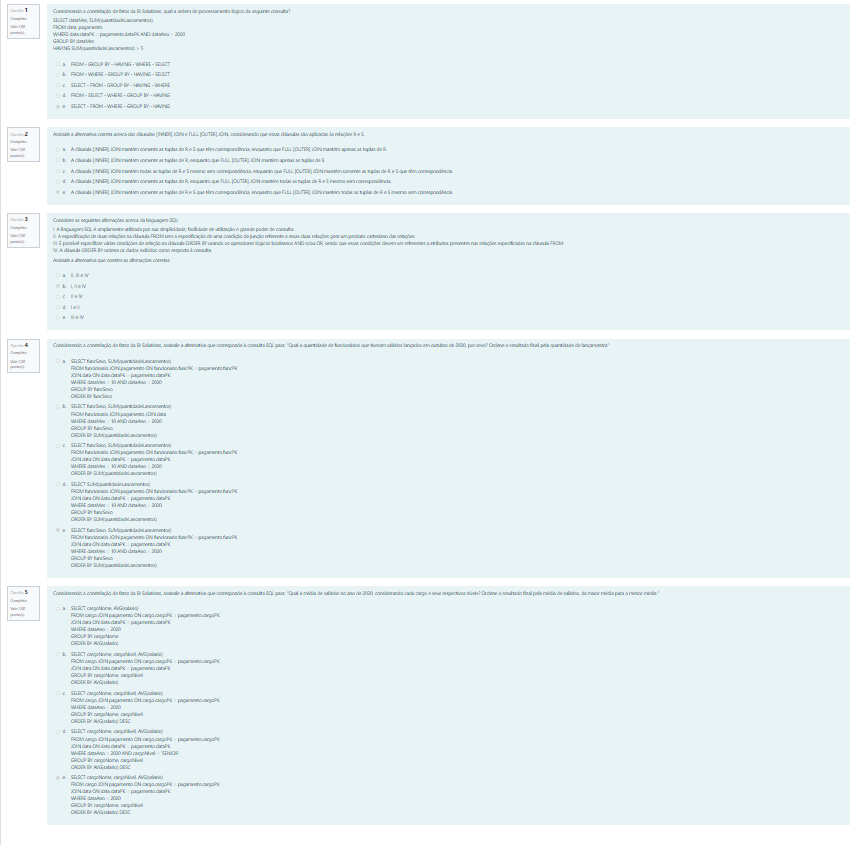 Questão 1
Completo
Vale 1,00 ponto(s).
Considerando a constelação de fatos da BI Solutions, qual a ordem de processamento lógico da seguinte consulta?
SELECT dataMes, SUM(quantidadeLancamentos)
FROM data, pagamento
WHERE data.dataPK = pagamento.dataPK AND dataAno = 2020
GROUP BY dataMes
HAVING SUM(quantidadeLancamentos) > 5
a. FROM - GROUP BY - HAVING - WHERE - SELECT
b. FROM - WHERE - GROUP BY - HAVING - SELECT
c. SELECT - FROM - GROUP BY - HAVING - WHERE
d. FROM - SELECT - WHERE - GROUP BY - HAVING
e. SELECT - FROM - WHERE - GROUP BY - HAVING
Questão 2
Completo
Vale 1,00 ponto(s).
Assinale a alternativa correta acerca das cláusulas [INNER] JOIN e FULL [OUTER] JOIN, considerando que essas cláusulas são aplicadas às relações R e S.
a. A cláusula [INNER] JOIN mantém somente as tuplas de R e S que têm correspondência, enquanto que FULL [OUTER] JOIN mantém apenas as tuplas de R.
b. A cláusula [INNER] JOIN mantém somente as tuplas de R, enquanto que FULL [OUTER] JOIN mantém apenas as tuplas de S.
c. A cláusula [INNER] JOIN mantém todas as tuplas de R e S mesmo sem correspondência, enquanto que FULL [OUTER] JOIN mantém somente as tuplas de R e S que têm correspondência.
d. A cláusula [INNER] JOIN mantém somente as tuplas de R, enquanto que FULL [OUTER] JOIN mantém todas as tuplas de R e S mesmo sem correspondência.
e. A cláusula [INNER] JOIN mantém somente as tuplas de R e S que têm correspondência, enquanto que FULL [OUTER] JOIN mantém todas as tuplas de R e S mesmo sem correspondência.
Questão 3
Completo
Vale 1,00 ponto(s).
Considere as seguintes afirmações acerca da linguagem SQL:
I. A linguagem SQL é amplamente utilizada por sua simplicidade, facilidade de utilização e grande poder de consulta.
II. A especificação de duas relações na cláusula FROM sem a especificação de uma condição de junção referente a essas duas relações gera um produto cartesiano das relações.
III. É possível especificar várias condições de seleção na cláusula ORDER BY usando os operadores lógicos booleanos AND e/ou OR, sendo que essas condições devem ser referentes a atributos presentes nas relações especificadas na cláusula FROM.
IV. A cláusula ORDER BY ordena os dados exibidos como resposta à consulta.
Assinale a alternativa que contém as afirmações corretas.
a. II, III e IV
b. I, II e IV
c. II e IV
d. I e II
e. III e IV
Questão 4
Completo
Vale 1,00 ponto(s).
Considerando a constelação de fatos da BI Solutions, assinale a alternativa que corresponde à consulta SQL para: "Qual a quantidade de funcionários que tiveram salários lançados em outubro de 2020, por sexo? Ordene o resultado final pela quantidade de lançamentos"
a. SELECT funcSexo, SUM(quantidadeLancamentos)
FROM funcionario JOIN pagamento ON funcionario.funcPK = pagamento.funcPK
JOIN data ON data.dataPK = pagamento.dataPK
WHERE dataMes = 10 AND dataAno = 2020
GROUP BY funcSexo
ORDER BY funcSexo
b. SELECT funcSexo, SUM(quantidadeLancamentos)
FROM funcionario JOIN pagamento JOIN data
WHERE dataMes = 10 AND dataAno = 2020
GROUP BY funcSexo
ORDER BY SUM(quantidadeLancamentos)
c. SELECT funcSexo, SUM(quantidadeLancamentos)
FROM funcionario JOIN pagamento ON funcionario.funcPK = pagamento.funcPK
JOIN data ON data.dataPK = pagamento.dataPK
WHERE dataMes = 10 AND dataAno = 2020
ORDER BY SUM(quantidadeLancamentos)
d. SELECT SUM(quantidadeLancamentos)
FROM funcionario JOIN pagamento ON funcionario.funcPK = pagamento.funcPK
JOIN data ON data.dataPK = pagamento.dataPK
WHERE dataMes = 10 AND dataAno = 2020
GROUP BY funcSexo
ORDER BY SUM(quantidadeLancamentos)
e. SELECT funcSexo, SUM(quantidadeLancamentos)
FROM funcionario JOIN pagamento ON funcionario.funcPK = pagamento.funcPK
JOIN data ON data.dataPK = pagamento.dataPK
WHERE dataMes = 10 AND dataAno = 2020
GROUP BY funcSexo
ORDER BY SUM(quantidadeLancamentos)
Questão 5
Completo
Vale 1,00 ponto(s).
Considerando a constelação de fatos da BI Solutions, assinale a alternativa que corresponde à consulta SQL para: "Qual a média de salários no ano de 2020, considerando cada cargo e seus respectivos níveis? Ordene o resultado final pela média de salários, da maior média para a menor média."
a. SELECT cargoNome, AVG(salario)
FROM cargo JOIN pagamento ON cargo.cargoPK = pagamento.cargoPK
JOIN data ON data.dataPK = pagamento.dataPK
WHERE dataAno = 2020
GROUP BY cargoNome
ORDER BY AVG(salario)
b. SELECT cargoNome, cargoNivel, AVG(salario)
FROM cargo JOIN pagamento ON cargo.cargoPK = pagamento.cargoPK
JOIN data ON data.dataPK = pagamento.dataPK
GROUP BY cargoNome, cargoNivel
ORDER BY AVG(salario)
c. SELECT cargoNome, cargoNivel, AVG(salario)
FROM cargo JOIN pagamento ON cargo.cargoPK = pagamento.cargoPK
WHERE dataAno = 2020
GROUP BY cargoNome, cargoNivel
ORDER BY AVG(salario) DESC
d. SELECT cargoNome, cargoNivel, AVG(salario)
FROM cargo JOIN pagamento ON cargo.cargoPK = pagamento.cargoPK
JOIN data ON data.dataPK = pagamento.dataPK
WHERE dataAno = 2020 AND cargoNivel = 'SENIOR'
GROUP BY cargoNome, cargoNivel
ORDER BY AVG(salario) DESC
e. SELECT cargoNome, cargoNivel, AVG(salario)
FROM cargo JOIN pagamento ON cargo.cargoPK = pagamento.cargoPK
JOIN data ON data.dataPK = pagamento.dataPK
WHERE dataAno = 2020
GROUP BY cargoNome, cargoNivel
ORDER BY AVG(salario) DESC